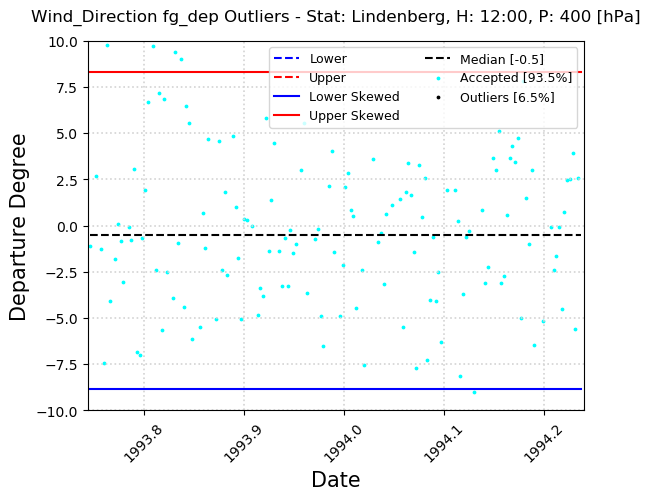 Wind_Direction fg_dep Outliers - Stat: Lindenberg, H: 12:00, P: 400 [hPa]
Departure Degree
10.0
7.5
5.0
2.5
0.0
−2.5
−5.0
−7.5
−10.0
Lower
Upper
Lower Skewed
Upper Skewed
Median [-0.5]
Accepted [93.5%]
Outliers [6.5%]
1993.8
1993.9
1994.0
1994.1
1994.2
Date